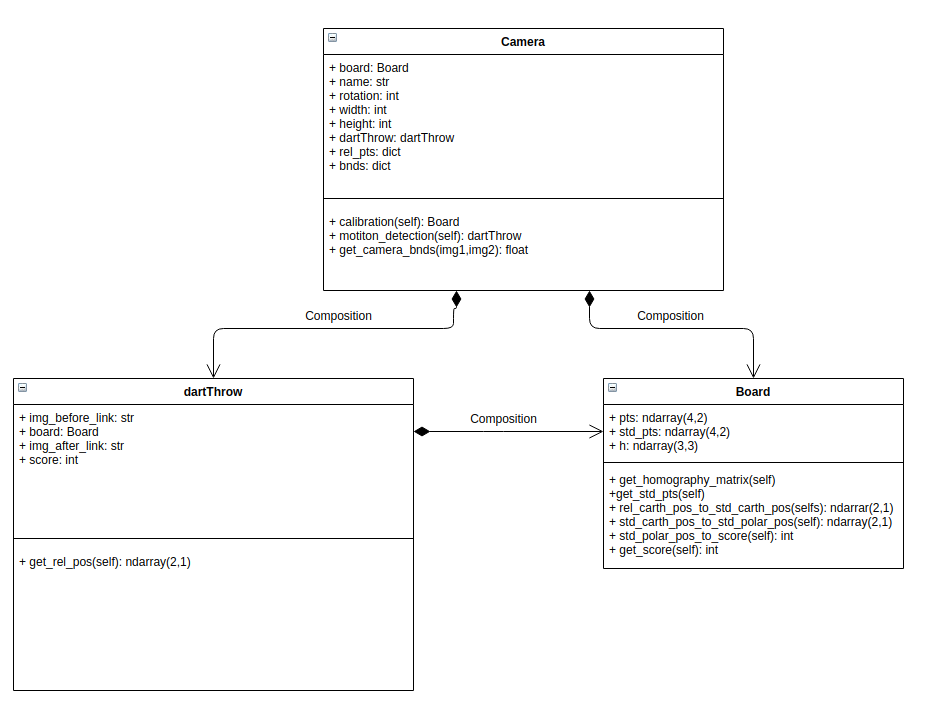 Camera
+ board: Board
+ name: str
+ rotation: int
+ width: int
+ height: int
+ dartThrow: dartThrow
+ rel_pts: dict
+ bnds: dict
+ calibration(self): Board
+ motiton_detection(self): dartThrow
+ get_camera_bnds(img1,img2): float
Composition
Composition
dartThrow
+ img_before_link: str
+ board: Board
+ img_after_link: str
+ score: int
+ get_rel_pos(self): ndarray(2,1)
Composition
Board
+ pts: ndarray(4,2)
+ std_pts: ndarray(4,2)
+ h: ndarray(3,3)
+ get_homography_matrix(self)
+get_std_pts(self)
+ rel_carth_pos_to_std_carth_pos(selfs): ndarrar(2,1)
+ std_carth_pos_to_std_polar_pos(self): ndarray(2,1)
+ std_polar_pos_to_score(self): int
+ get_score(self): int